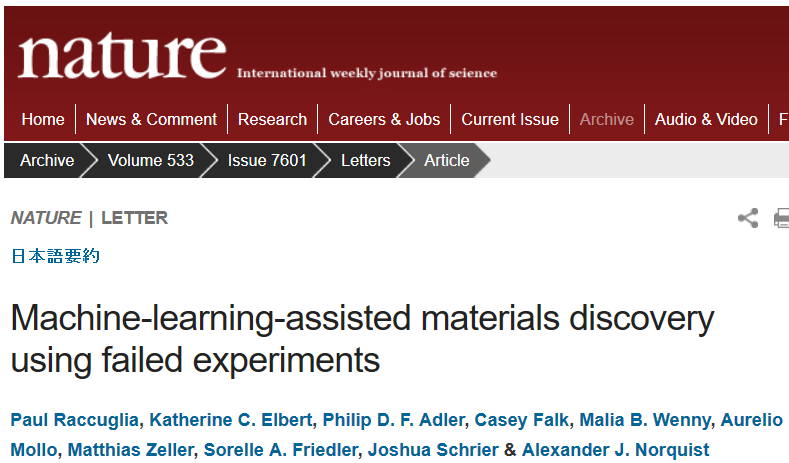 nature International weekly journal of science
Home News & Comment Research Careers & Jobs Current Issue Archive Audio & Video F
Archive Volume 533 Issue 7601 Letters Article
NATURE | LETTER
日本語要約
Machine-learning-assisted materials discovery
using failed experiments
Paul Raccuglia, Katherine C. Elbert, Philip D. F. Adler, Casey Falk, Malia B. Wenny, Aurelio
Mollo, Matthias Zeller, Sorelle A. Friedler, Joshua Schrier & Alexander J. Norquist